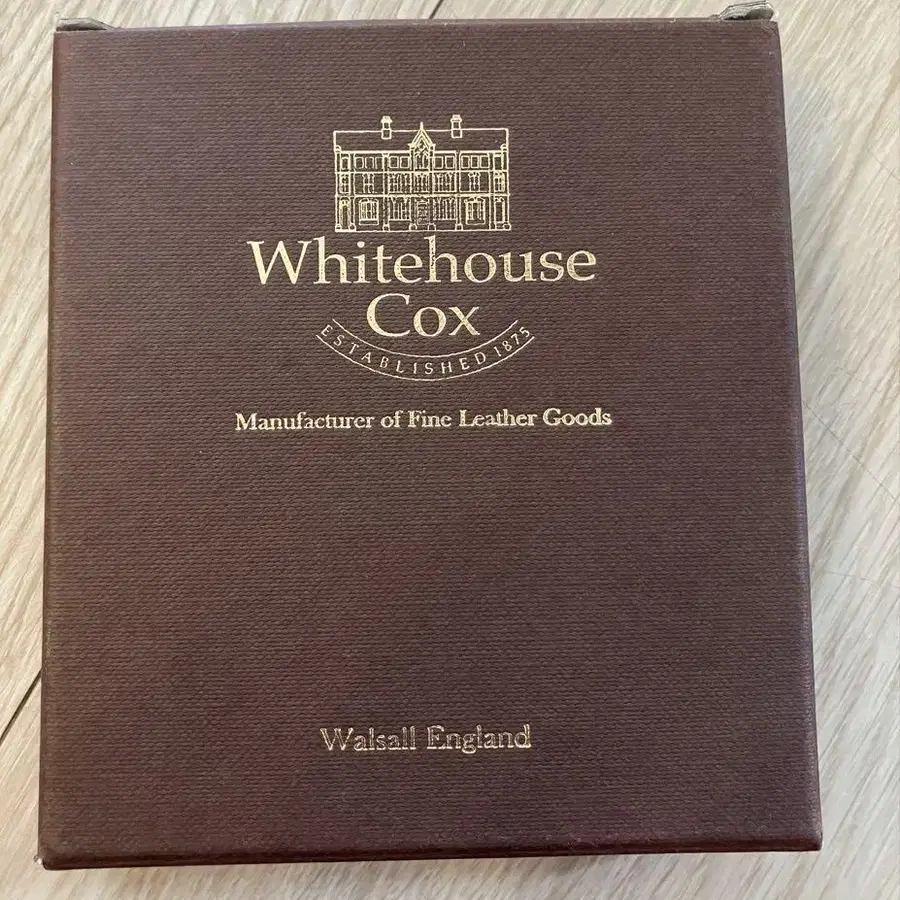 Whitehouse
Cox
ESTABLISHED 1875
Manufacturer of Fine Leather Goods
Walsall England